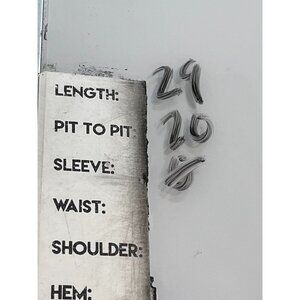 LENGTH: 29
PIT TO PIT 20
SLEEVE:
WAIST:
SHOULDER:
HEM: